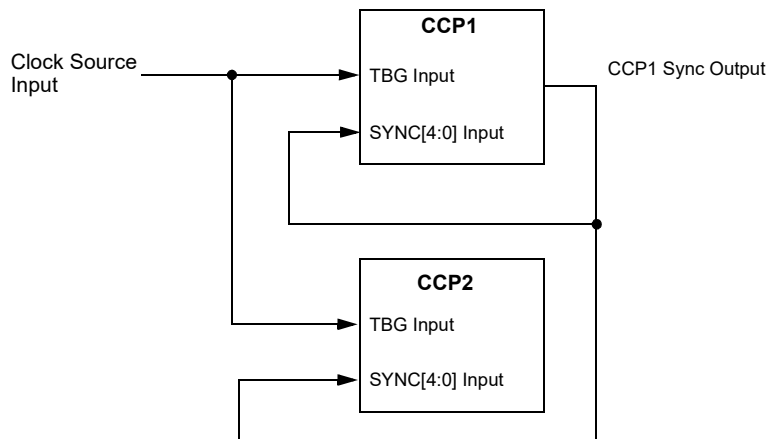 CCP1
Clock Source
Input
TBG Input
CCP1 Sync Output
SYNC[4:0] Input
CCP2
TBG Input
SYNC[4:0] Input